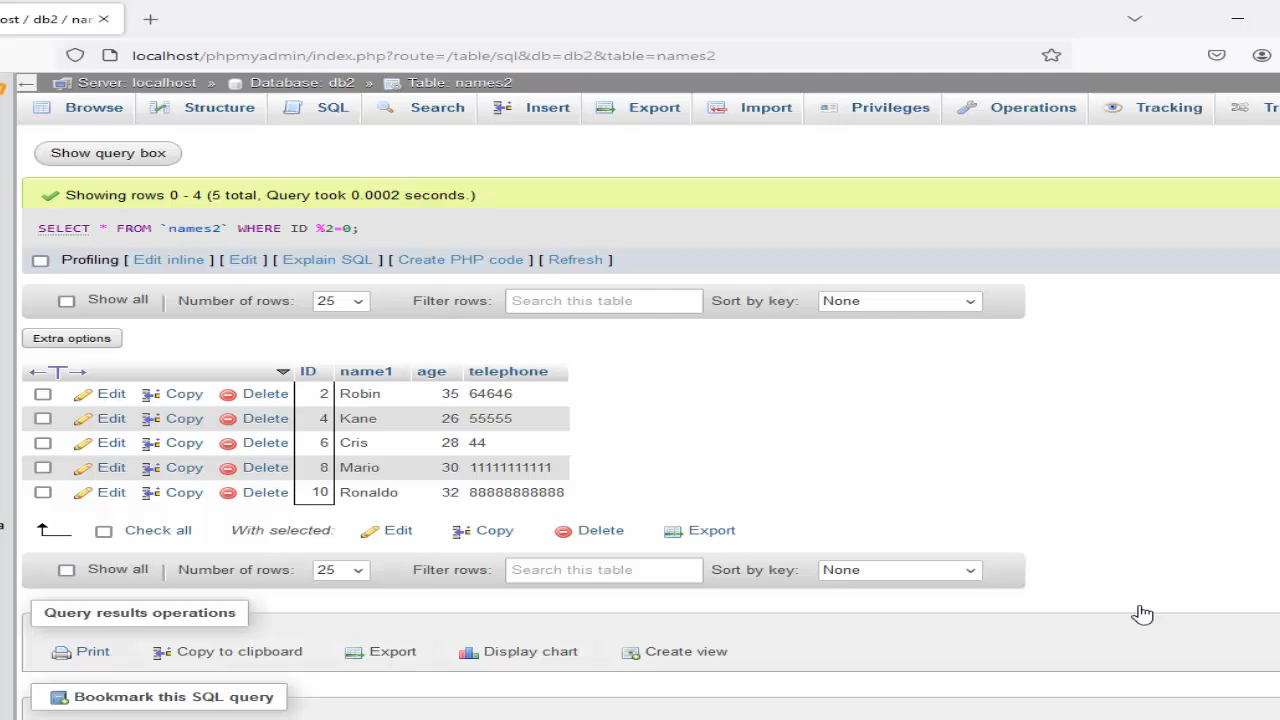 ost / db2 / nar
localhost/phpmyadmin/index.php?route=/table/sql&db=db2&table=names2
Server: localhost » Database: db2 » Table: names2
Browse Structure SQL Search Insert Export Import Privileges Operations Tracking Tr
Show query box
Showing rows 0 - 4 (5 total, Query took 0.0002 seconds.)
SELECT * FROM `names2` WHERE ID %2=0;
Profiling [ Edit inline ] [ Edit ] [ Explain SQL ] [ Create PHP code ] [ Refresh ]
Show all Number of rows: 25 Filter rows: Search this table Sort by key: None
Extra options
ID name1 age telephone
Edit Copy Delete 2 Robin 35 64646
Edit Copy Delete 4 Kane 26 55555
Edit Copy Delete 6 Cris 28 44
Edit Copy Delete 8 Mario 30 11111111111
Edit Copy Delete 10 Ronaldo 32 88888888888
Check all With selected: Edit Copy Delete Export
Show all Number of rows: 25 Filter rows: Search this table Sort by key: None
Query results operations
Print Copy to clipboard Export Display chart Create view
Bookmark this SQL query